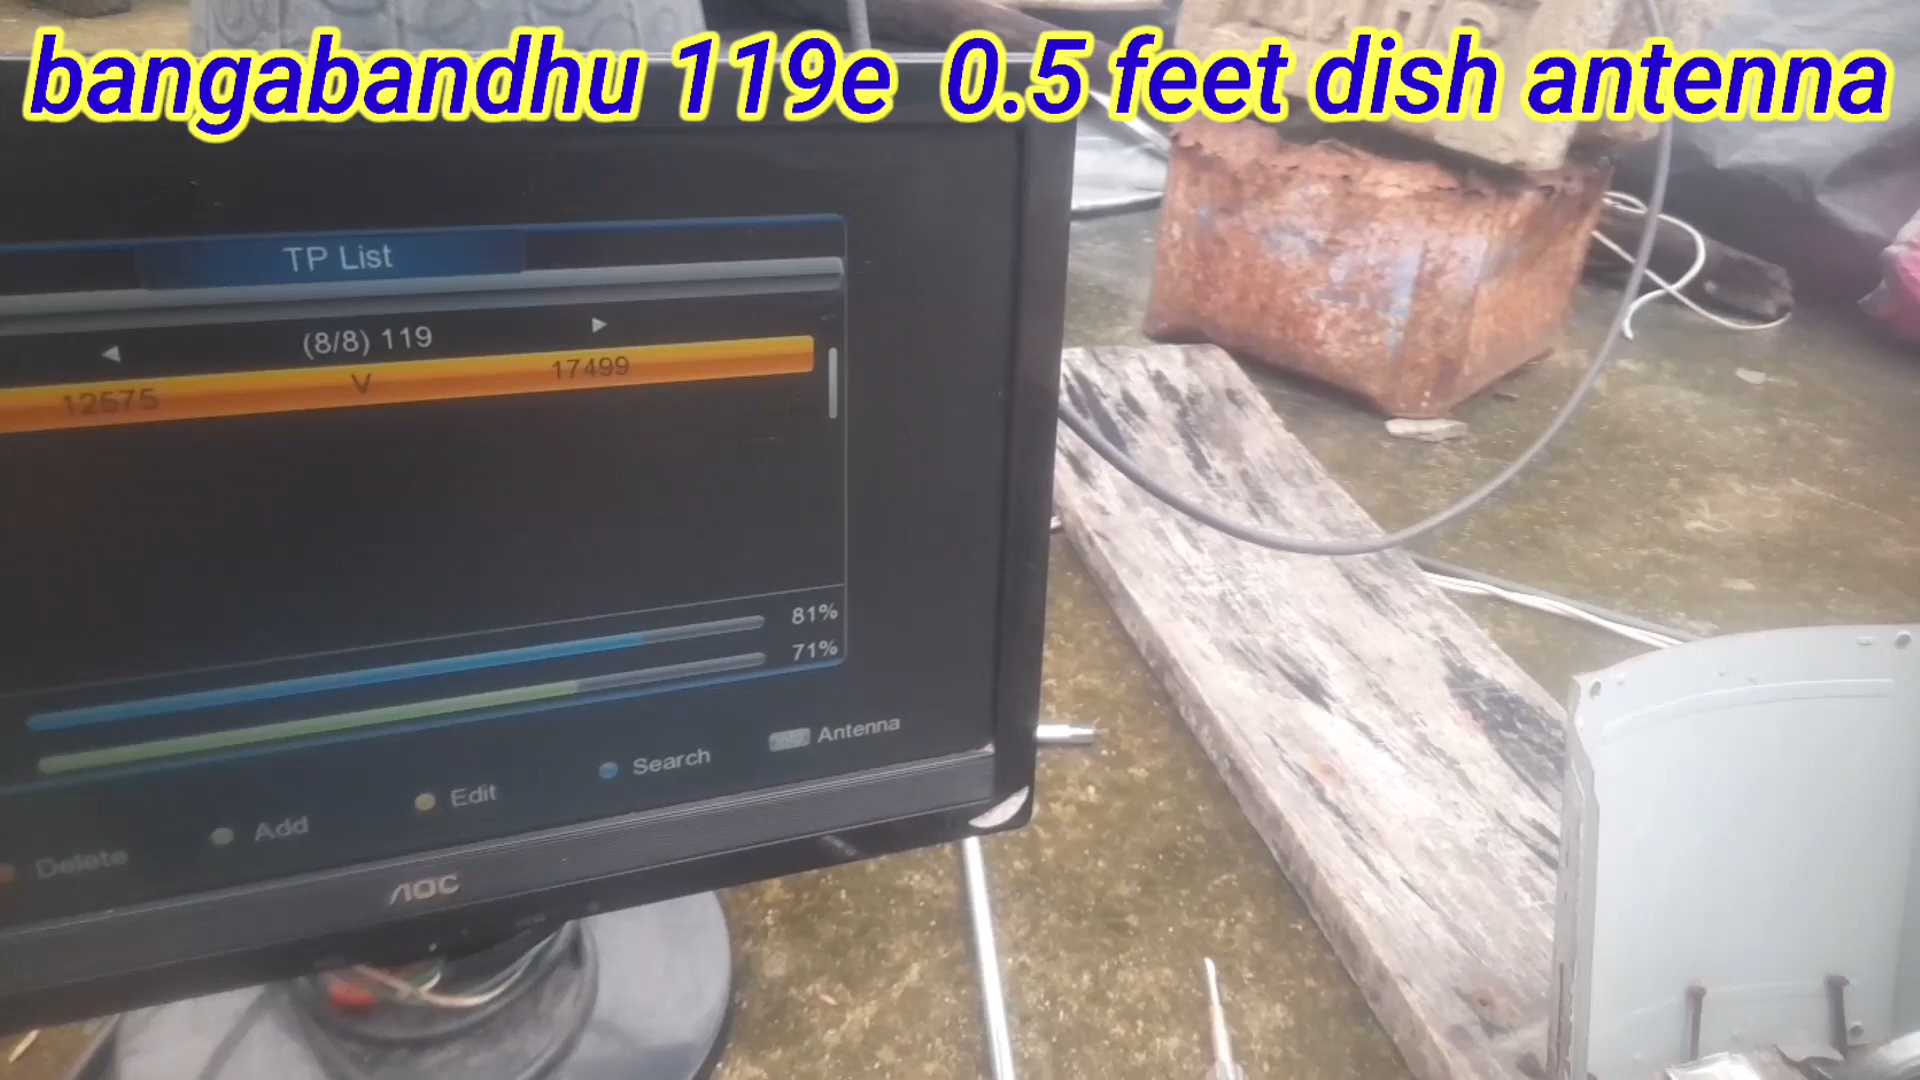 bangabandhu 119e 0.5 feet dish antenna
TP List
(8/8) 119
12575 V 17499
81%
71%
Delete Add Edit Search Antenna
AOC